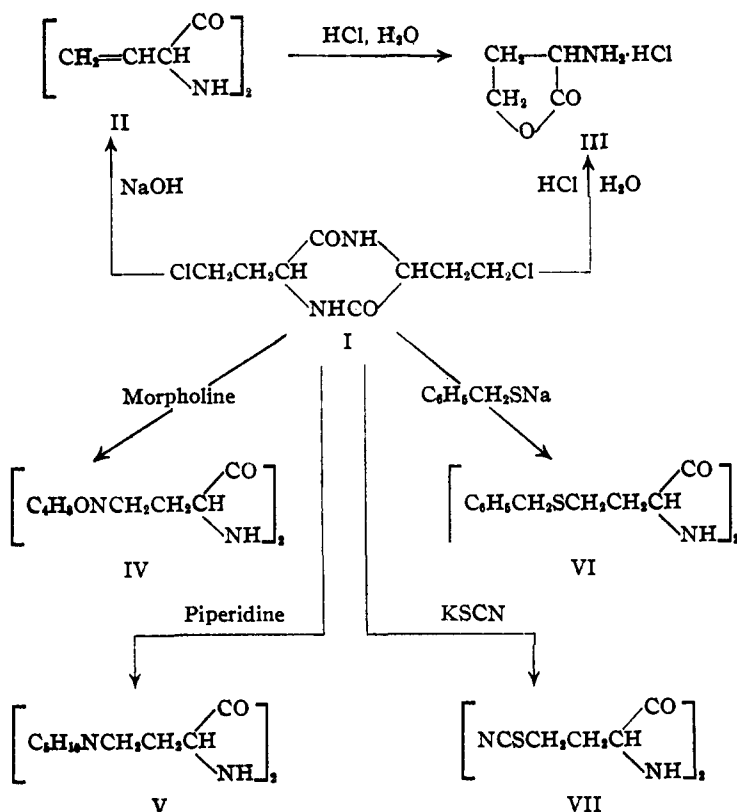 CO
HCl, H₂O
CH₂=CHCH
NH
2
II
CH₂—CHNH₂·HCl
CH₂ CO
O
III
NaOH
HCl H₂O
CONH
ClCH₂CH₂CH CHCH₂CH₂Cl
NHCO
I
Morpholine
C₆H₅CH₂SNa
CO
C₄H₈ONCH₂CH₂CH
NH
2
IV
CO
C₆H₅CH₂SCH₂CH₂CH
NH
2
VI
Piperidine
KSCN
CO
C₅H₁₀NCH₂CH₂CH
NH
2
V
CO
NCSCH₂CH₂CH
NH
2
VII